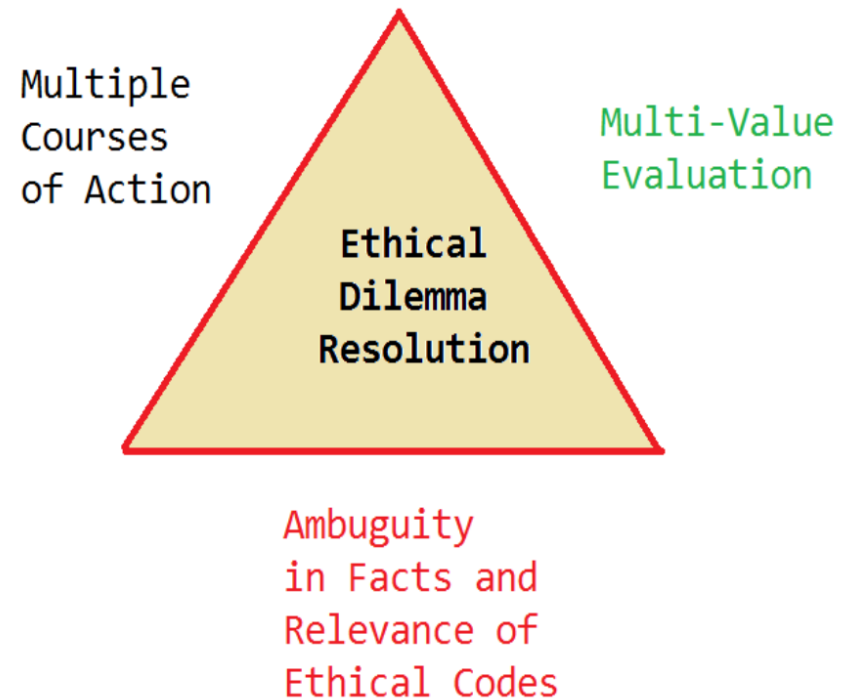 Multiple
Courses
of Action
Multi-Value
Evaluation
Ethical
Dilemma
Resolution
Ambuguity
in Facts and
Relevance of
Ethical Codes